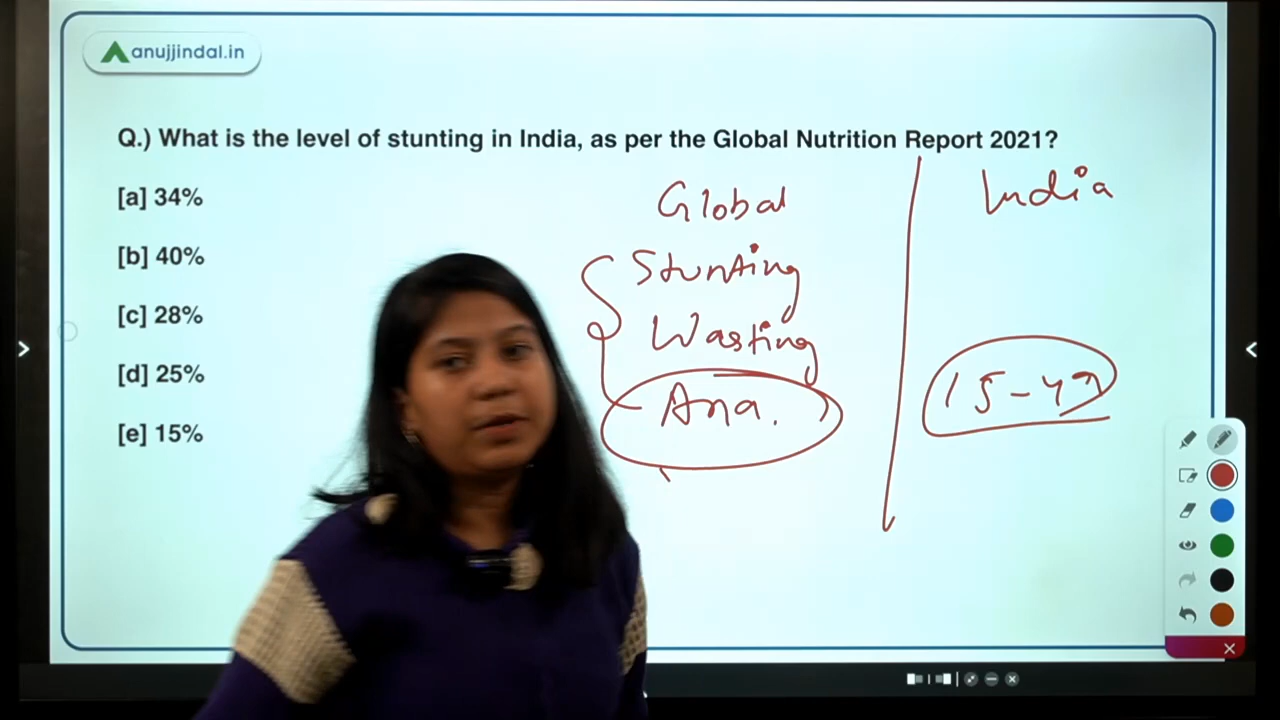 anujjindal.in
Q.) What is the level of stunting in India, as per the Global Nutrition Report 2021?
[a] 34%
[b] 40%
[c] 28%
[d] 25%
[e] 15%
Global
Stunting
Wasting
Ana.
India
15-49